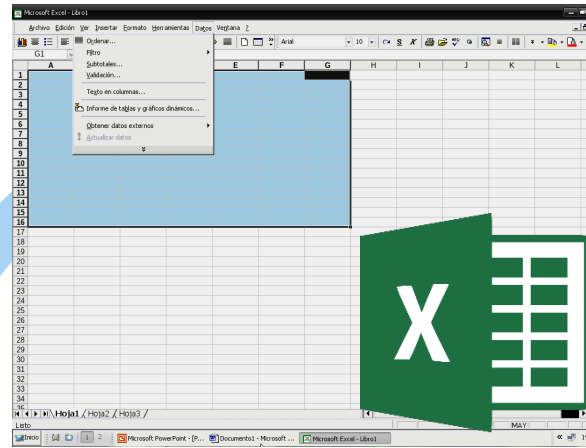 Microsoft Excel - Libro1
Archivo Edición Ver Insertar Formato Herramientas Datos Ventana ?
Arial 10 N S K
G1
Ordenar...
Filtro
Subtotales...
Validación...
Texto en columnas...
Informe de tablas y gráficos dinámicos...
Obtener datos externos
Actualizar datos
A E F G H I J K L
1
2
3
4
5
6
7
8
9
10
11
12
13
14
15
16
17
18
19
20
21
22
23
24
25
26
27
28
29
30
31
32
33
34
35
X
Hoja1 Hoja2 Hoja3
Listo MAY
Inicio 1 2 Microsoft PowerPoint - [P... Documento1 - Microsoft ... Microsoft Excel - Libro1